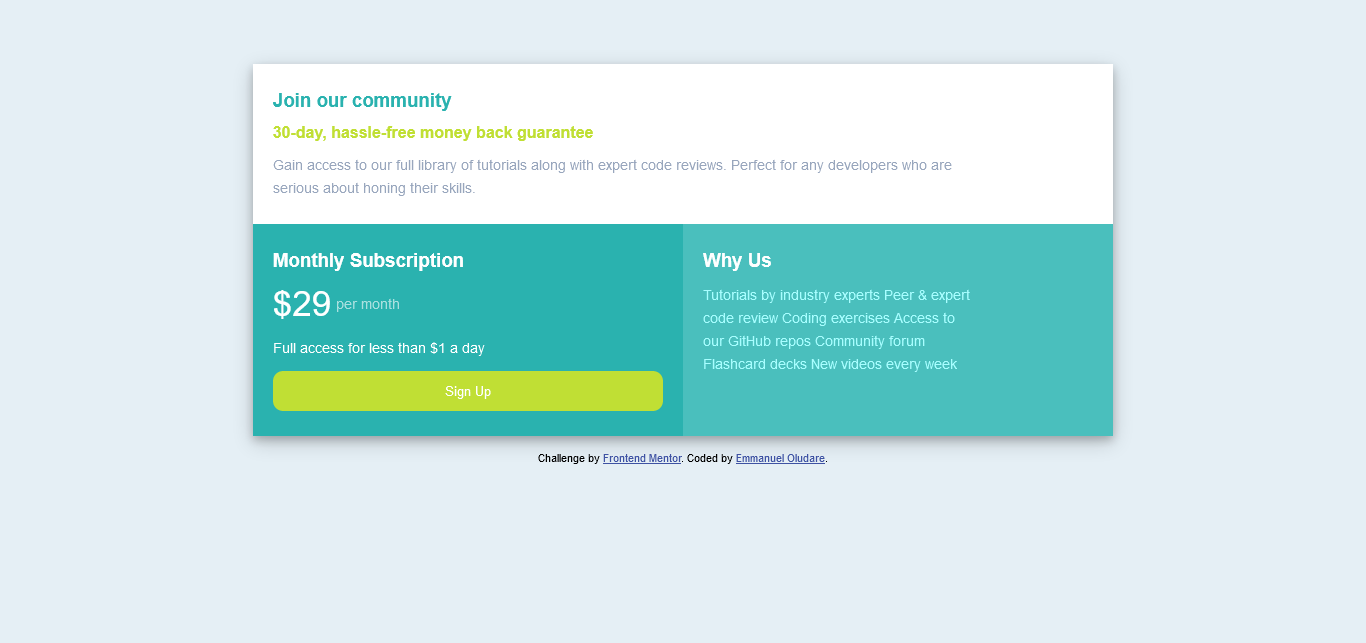 Join our community
30-day, hassle-free money back guarantee
Gain access to our full library of tutorials along with expert code reviews. Perfect for any developers who are
serious about honing their skills.
Monthly Subscription
$29 per month
Full access for less than $1 a day
Sign Up
Why Us
Tutorials by industry experts Peer & expert
code review Coding exercises Access to
our GitHub repos Community forum
Flashcard decks New videos every week
Challenge by Frontend Mentor. Coded by Emmanuel Oludare.